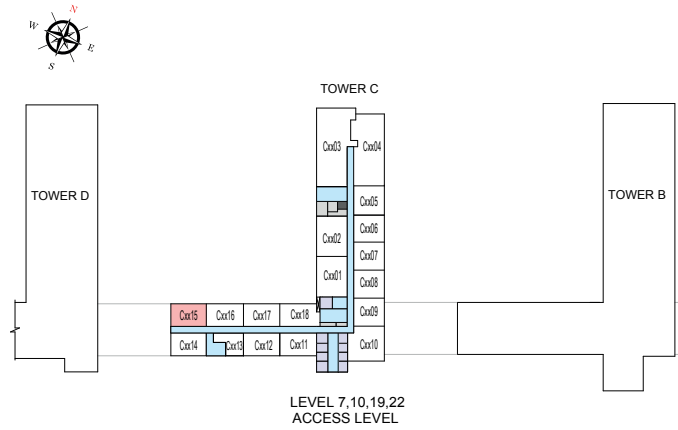 N
W
E
S
TOWER C
Cxx03
Cxx04
TOWER D
TOWER B
Cxx05
Cxx06
Cxx02
Cxx07
Cxx01
Cxx08
Cxx15
Cxx16
Cxx17
Cxx18
Cxx09
Cxx14
Cxx13
Cxx12
Cxx11
Cxx10
LEVEL 7,10,19,22
ACCESS LEVEL